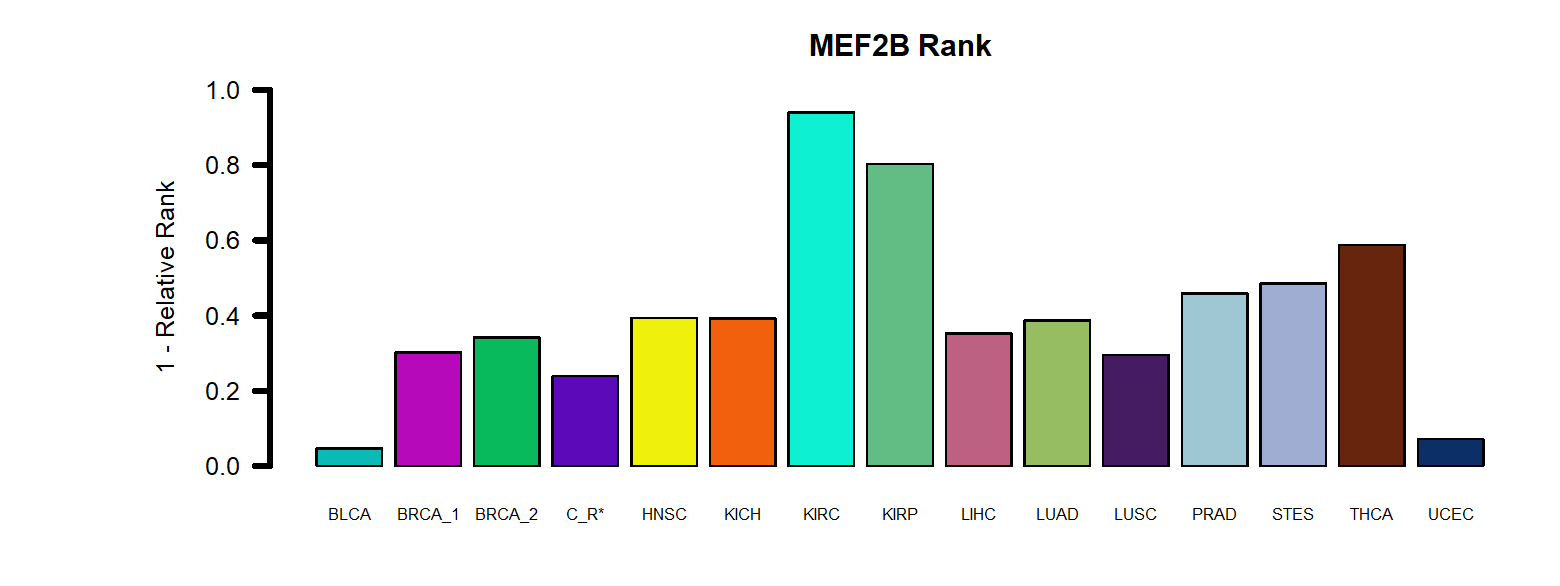 MEF2B Rank
1 - Relative Rank
1.0
0.8
0.6
0.4
0.2
0.0
BLCA BRCA_1 BRCA_2 C_R* HNSC KICH KIRC KIRP LIHC LUAD LUSC PRAD STES THCA UCEC